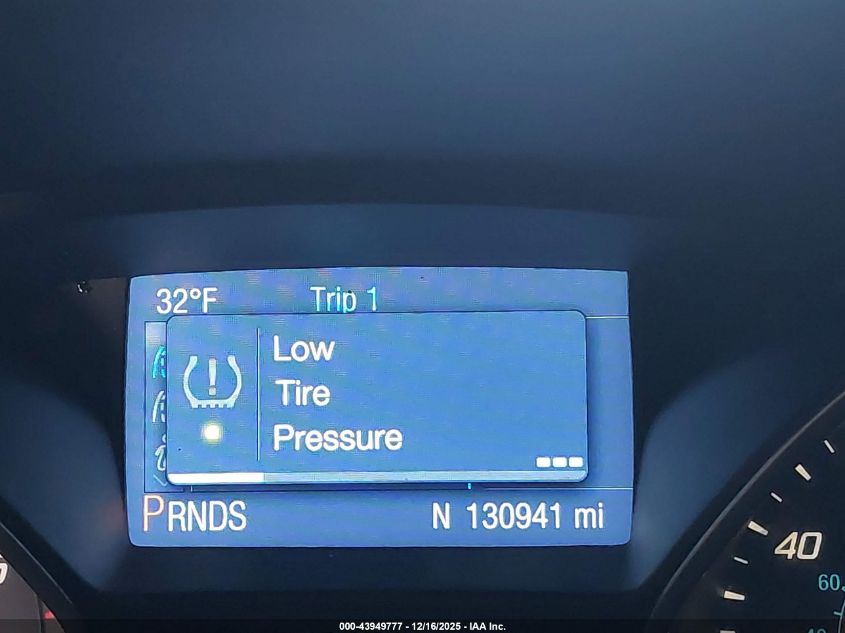 32°F Trip 1
Low
Tire
Pressure
PRNDS N 130941 mi
40
60
000-43949777 - 12/16/2025 - IAA Inc.